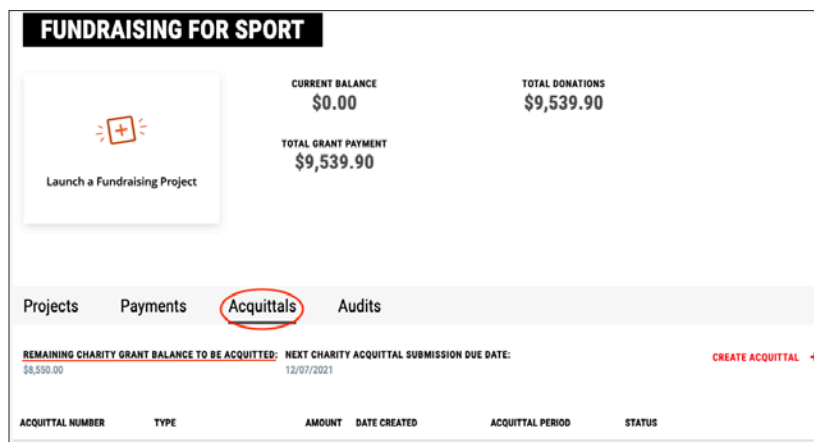 FUNDRAISING FOR SPORT
CURRENT BALANCE
$0.00
TOTAL DONATIONS
$9,539.90
TOTAL GRANT PAYMENT
$9,539.90
Launch a Fundraising Project
Projects Payments Acquittals Audits
REMAINING CHARITY GRANT BALANCE TO BE ACQUITTED: NEXT CHARITY ACQUITTAL SUBMISSION DUE DATE:
$8,550.00 12/07/2021
CREATE ACQUITTAL +
ACQUITTAL NUMBER TYPE AMOUNT DATE CREATED ACQUITTAL PERIOD STATUS